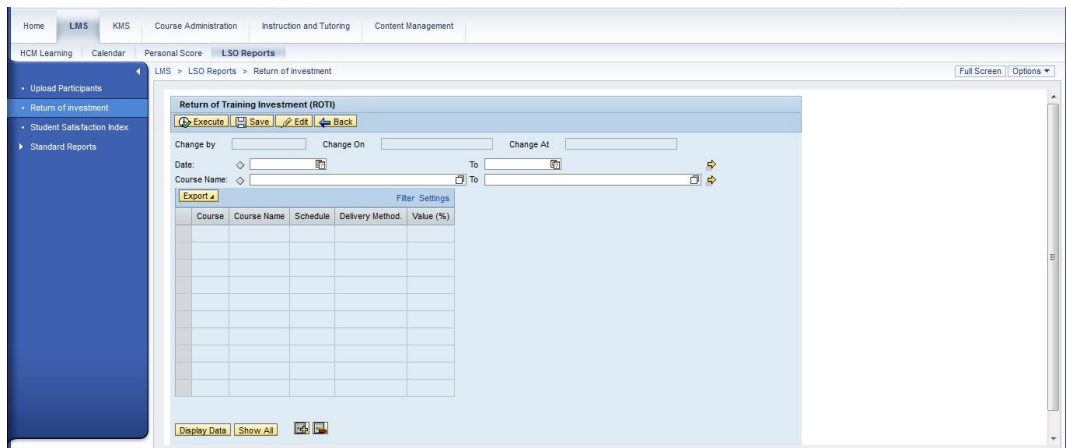 Home LMS KMS Course Administration Instruction and Tutoring Content Management
HCM Learning Calendar Personal Score LSO Reports
LMS > LSO Reports > Return of investment Full Screen Options
Upload Participants
Return of investment
Student Satisfaction Index
Standard Reports
Return of Training Investment (ROTI)
Execute Save Edit Back
Change by Change On Change At
Date: To
Course Name: To
Export Filter Settings
Course Course Name Schedule Delivery Method. Value (%)
Display Data Show All